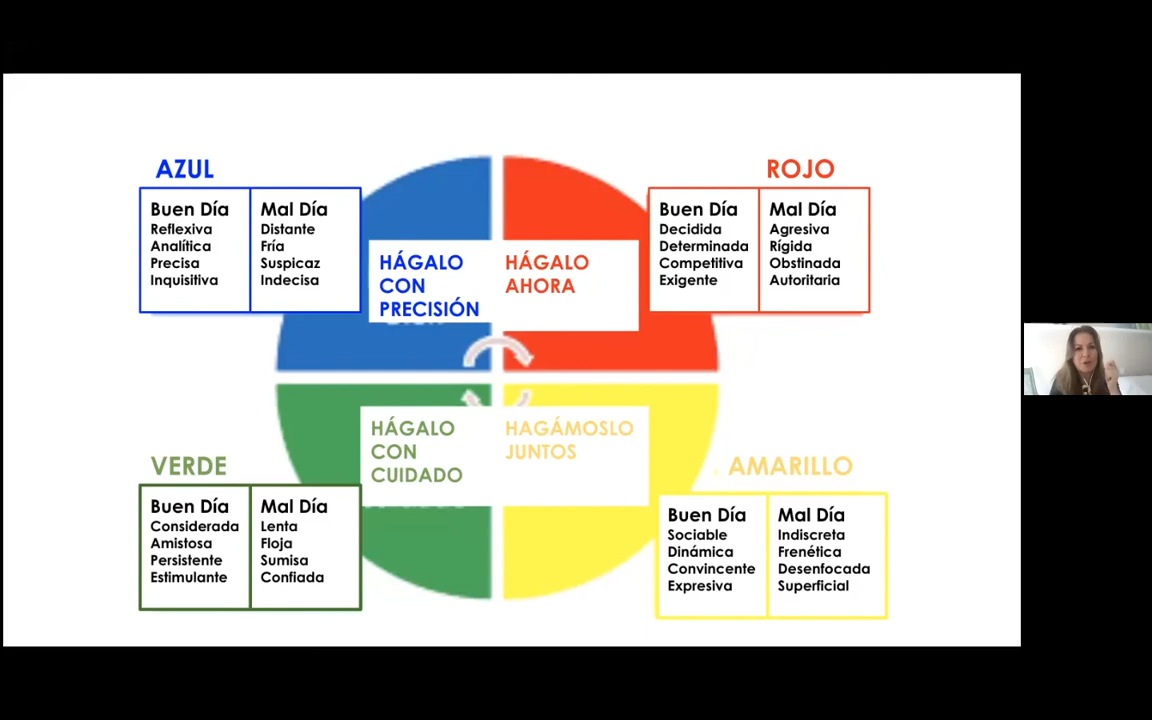 AZUL
Buen Día
Reflexiva
Analítica
Precisa
Inquisitiva
Mal Día
Distante
Fría
Suspicaz
Indecisa
HÁGALO
CON
PRECISIÓN
HÁGALO
AHORA
ROJO
Buen Día
Decidida
Determinada
Competitiva
Exigente
Mal Día
Agresiva
Rígida
Obstinada
Autoritaria
VERDE
Buen Día
Considerada
Amistosa
Persistente
Estimulante
Mal Día
Lenta
Floja
Sumisa
Confiada
HÁGALO
CON
CUIDADO
HAGÁMOSLO
JUNTOS
AMARILLO
Buen Día
Sociable
Dinámica
Convincente
Expresiva
Mal Día
Indiscreta
Frenética
Desenfocada
Superficial